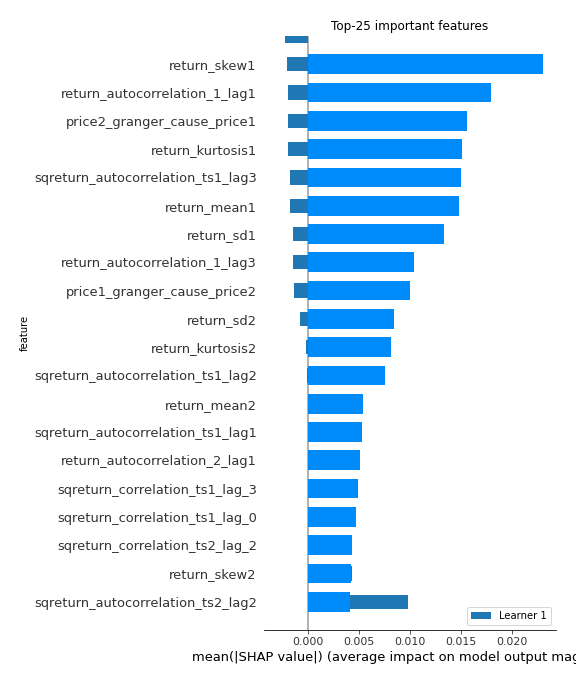 Top-25 important features
return_skew1
return_autocorrelation_1_lag1
price2_granger_cause_price1
return_kurtosis1
sqreturn_autocorrelation_ts1_lag3
return_mean1
return_sd1
return_autocorrelation_1_lag3
price1_granger_cause_price2
return_sd2
return_kurtosis2
sqreturn_autocorrelation_ts1_lag2
return_mean2
sqreturn_autocorrelation_ts1_lag1
return_autocorrelation_2_lag1
sqreturn_correlation_ts1_lag_3
sqreturn_correlation_ts1_lag_0
sqreturn_correlation_ts2_lag_2
return_skew2
sqreturn_autocorrelation_ts2_lag2
feature
Learner 1
0.000 0.005 0.010 0.015 0.020
mean(|SHAP value|) (average impact on model output mag